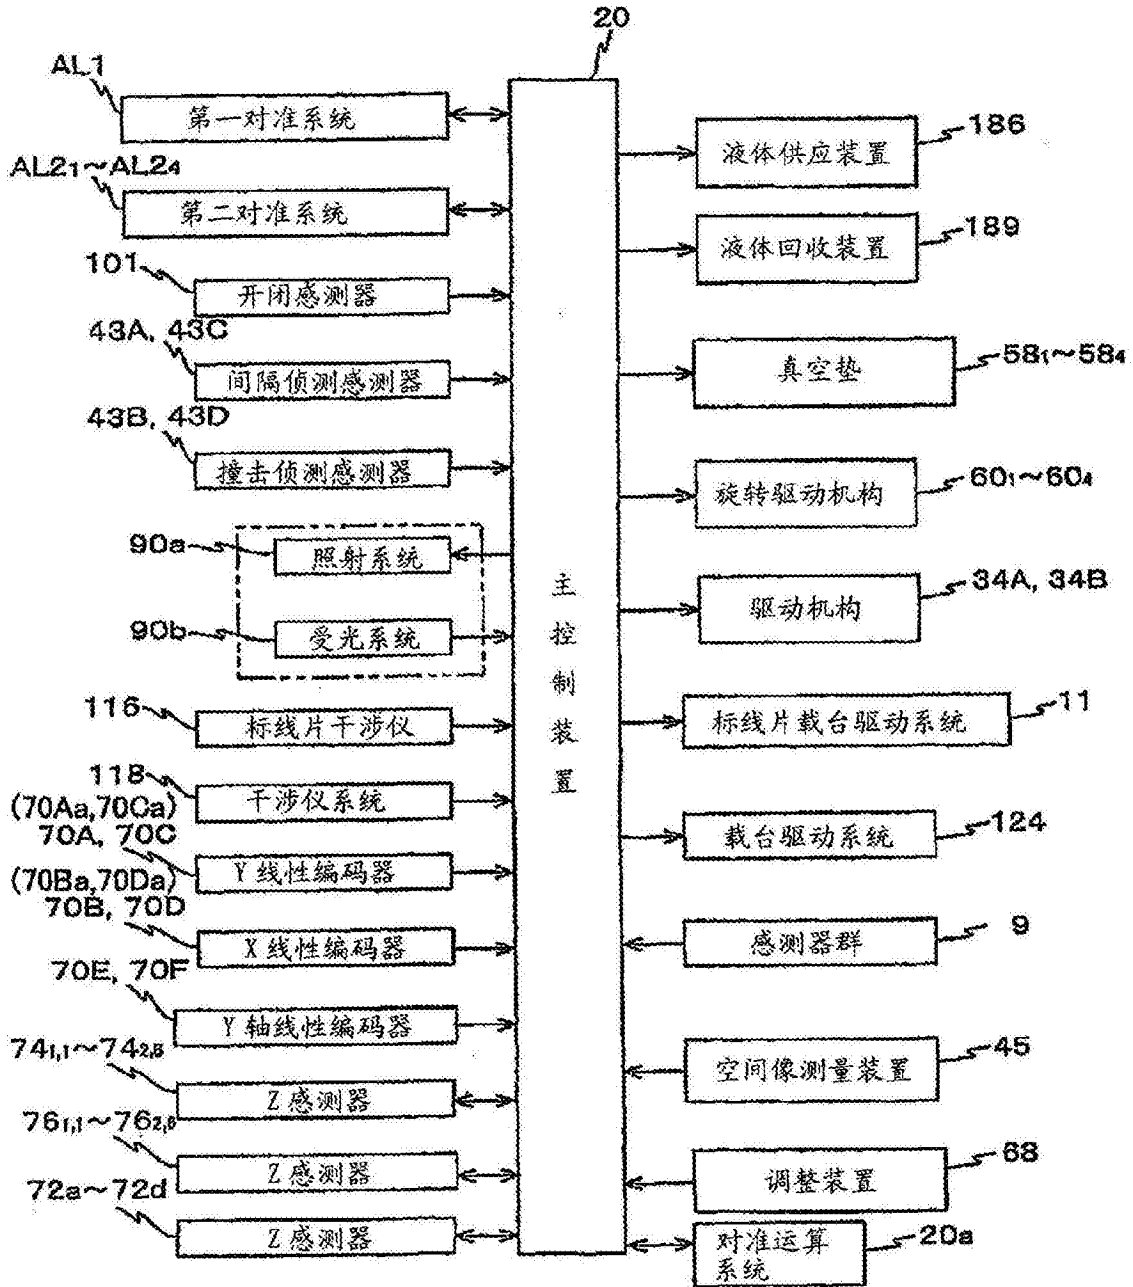 20
AL1
第一对准系统
AL2₁～AL2₄
第二对准系统
101
开闭感测器
43A, 43C
间隔侦测感测器
43B, 43D
撞击侦测感测器
90a
照射系统
90b
受光系统
116
标线片干涉仪
118
干涉仪系统
(70Aa,70Ca)
70A, 70C
Y线性编码器
(70Ba,70Da)
70B, 70D
X线性编码器
70E, 70F
Y轴线性编码器
74₁,₁～74₂,₆
Z感测器
76₁,₁～76₂,₆
Z感测器
72a～72d
Z感测器
主控制装置
186
液体供应装置
189
液体回收装置
58₁～58₄
真空垫
60₁～60₄
旋转驱动机构
34A, 34B
驱动机构
11
标线片载台驱动系统
124
载台驱动系统
9
感测器群
45
空间像测量装置
68
调整装置
20a
对准运算
系统